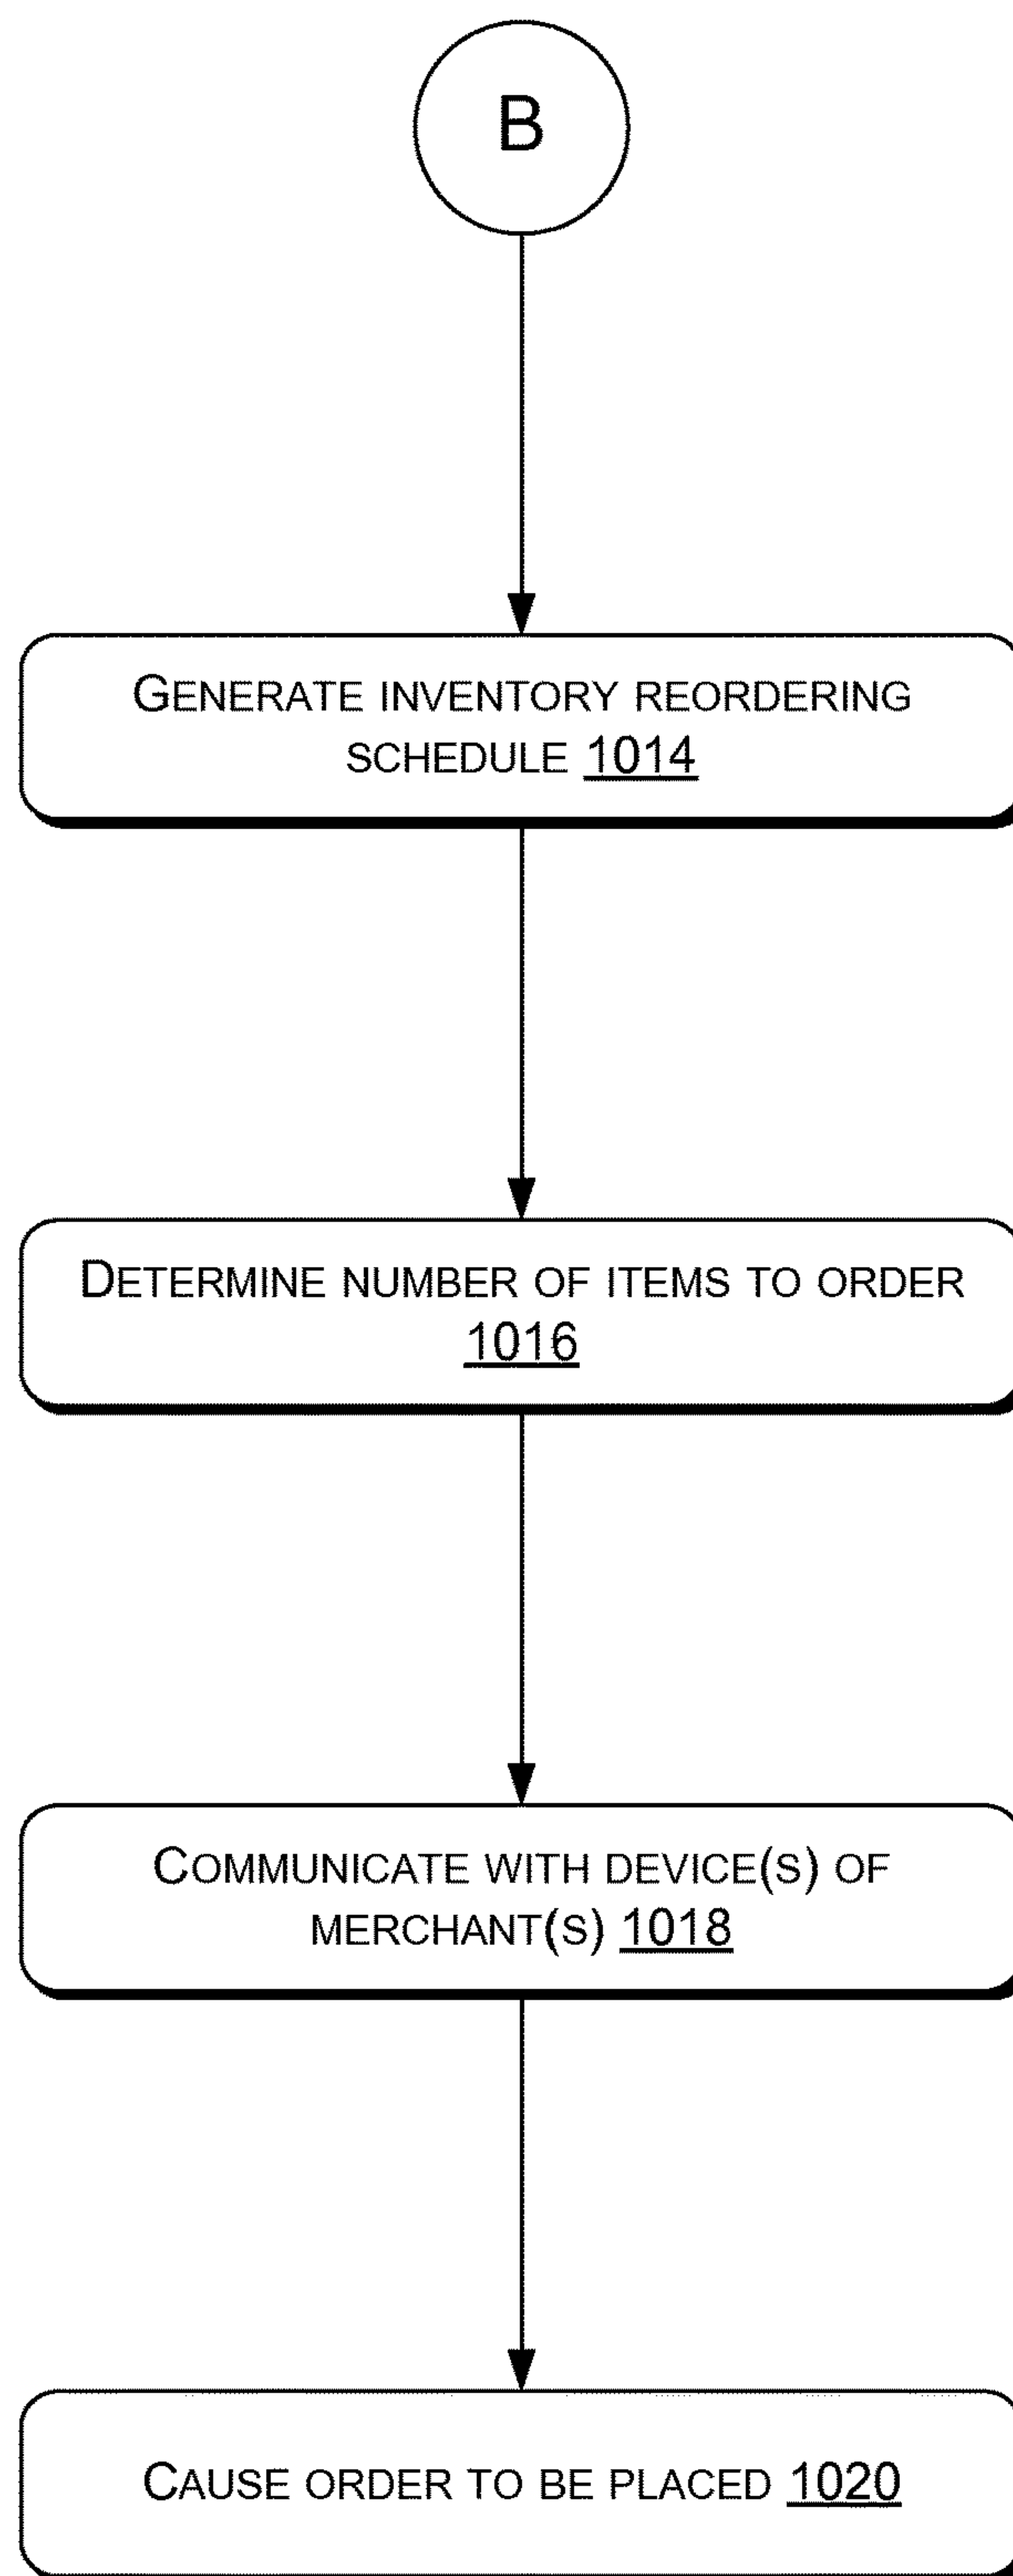 B
GENERATE INVENTORY REORDERING
SCHEDULE 1014
DETERMINE NUMBER OF ITEMS TO ORDER
1016
COMMUNICATE WITH DEVICE(S) OF
MERCHANT(S) 1018
CAUSE ORDER TO BE PLACED 1020